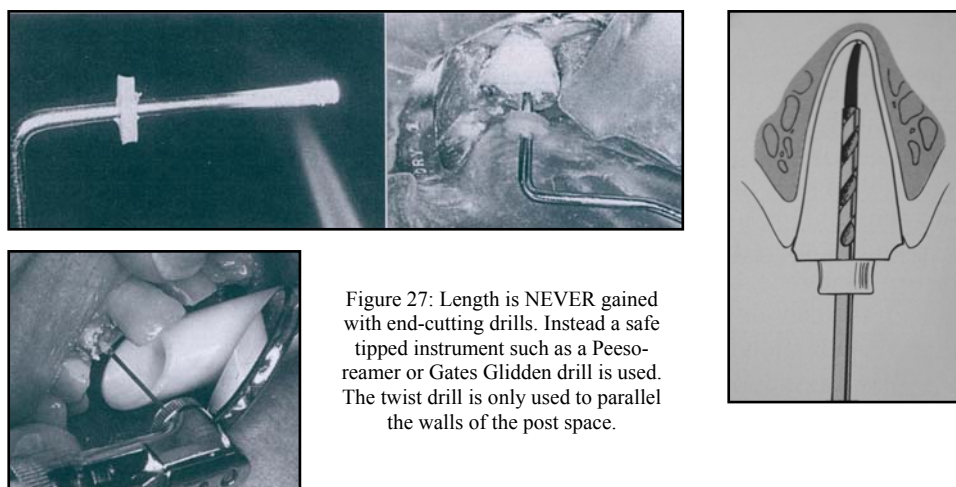 ORY
Figure 27: Length is NEVER gained
with end-cutting drills. Instead a safe
tipped instrument such as a Peeso-
reamer or Gates Glidden drill is used.
The twist drill is only used to parallel
the walls of the post space.